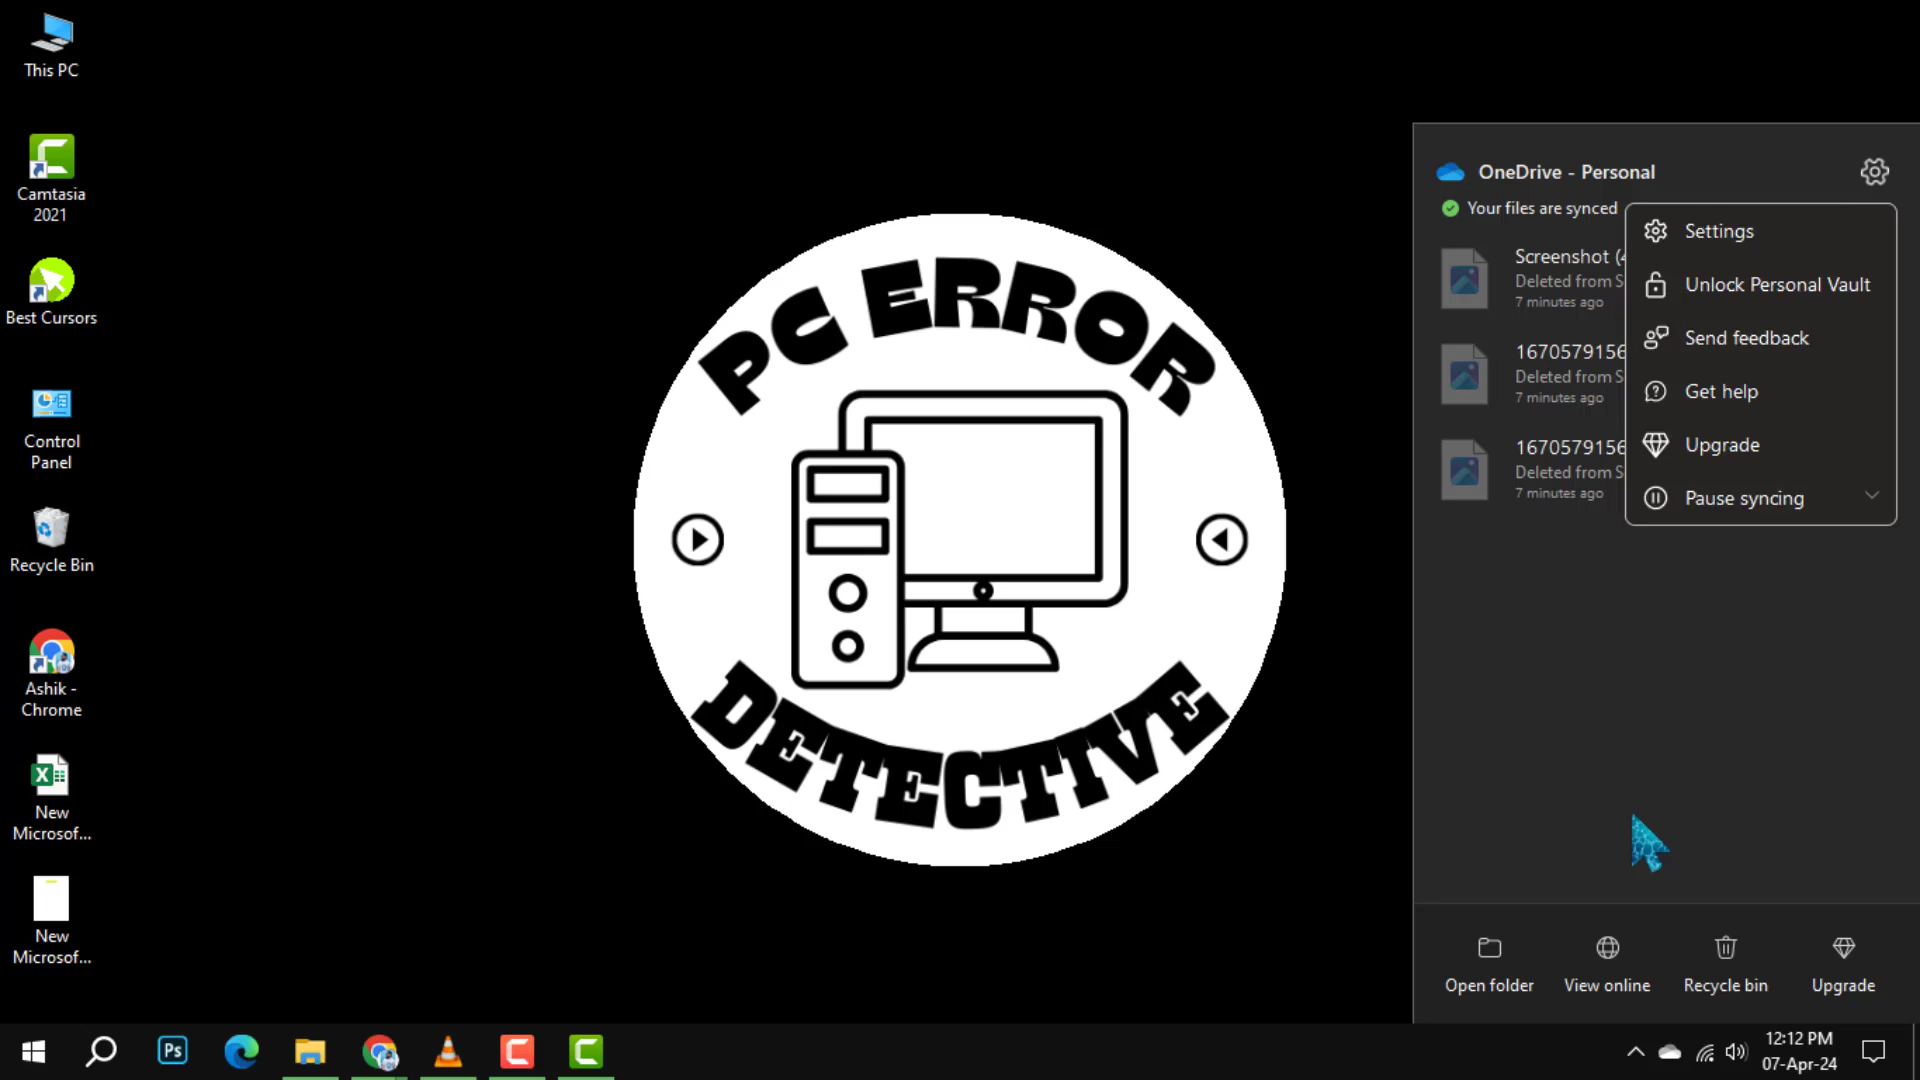 This PC
Camtasia
2021
Best Cursors
Control
Panel
Recycle Bin
Ashik -
Chrome
New
Microsof...
New
Microsof...
PC ERROR
DETECTIVE
OneDrive - Personal
Your files are synced
Screenshot (
Deleted from S
7 minutes ago
1670579156
Deleted from S
7 minutes ago
1670579156
Deleted from S
7 minutes ago
Settings
Unlock Personal Vault
Send feedback
Get help
Upgrade
Pause syncing
Open folder
View online
Recycle bin
Upgrade
Ps
12:12 PM
07-Apr-24